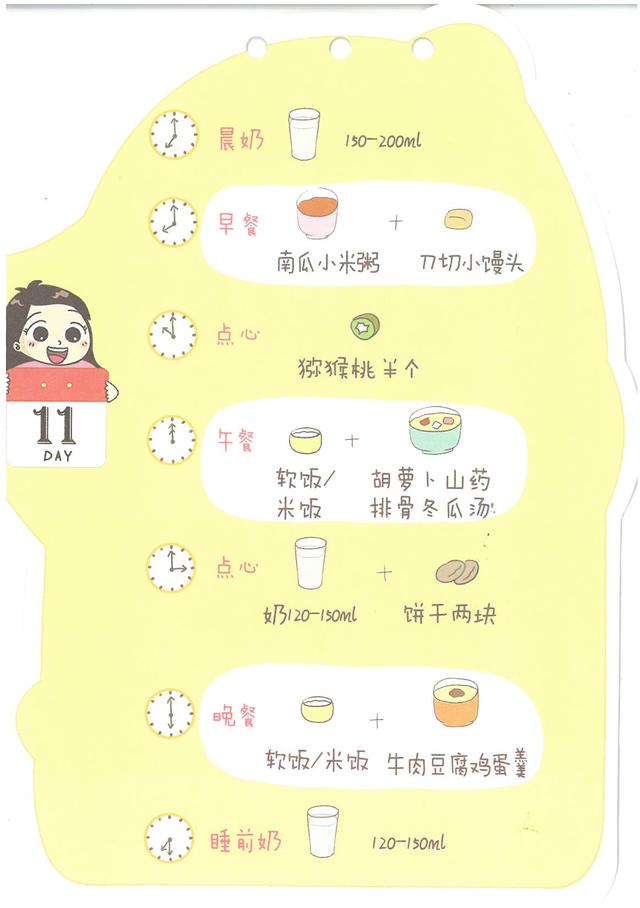 晨奶 150-200ml
早餐 +
南瓜小米粥 刀切小馒头
点心
猕猴桃半个
11
DAY
午餐 +
软饭/ 胡萝卜山药
米饭 排骨冬瓜汤
点心 +
奶120-150ml 饼干两块
晚餐 +
软饭/米饭 牛肉豆腐鸡蛋羹
睡前奶 120-150ml